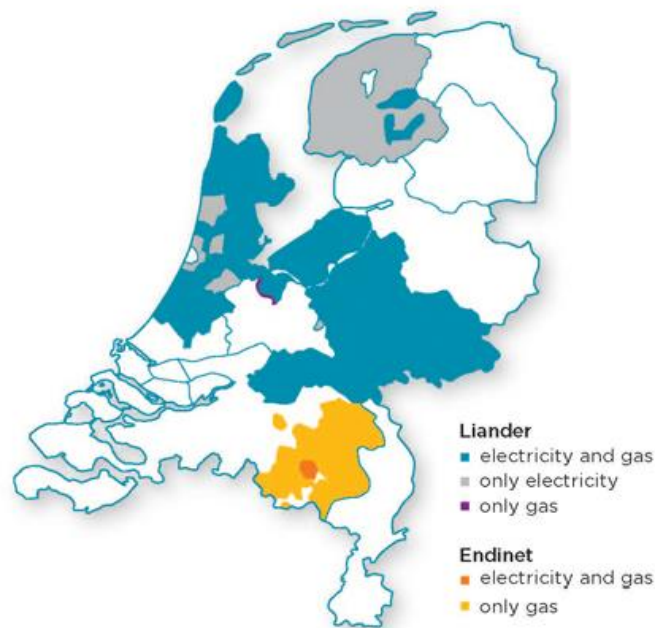 Liander
electricity and gas
only electricity
only gas
Endinet
electricity and gas
only gas